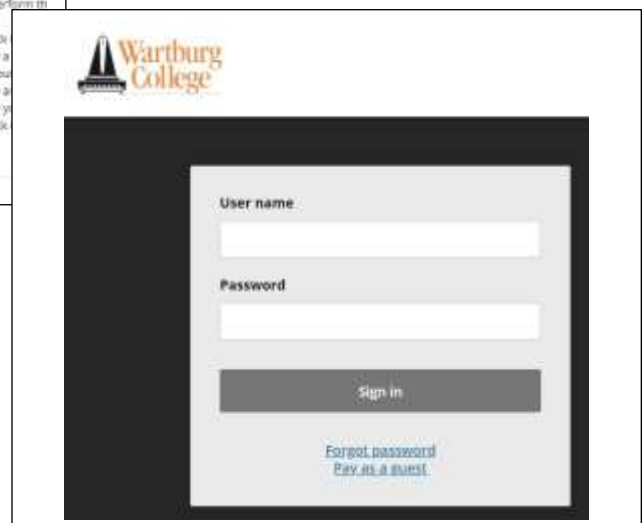 Wartburg
College
User name
Password
Sign in
Forgot password
Pay as a guest